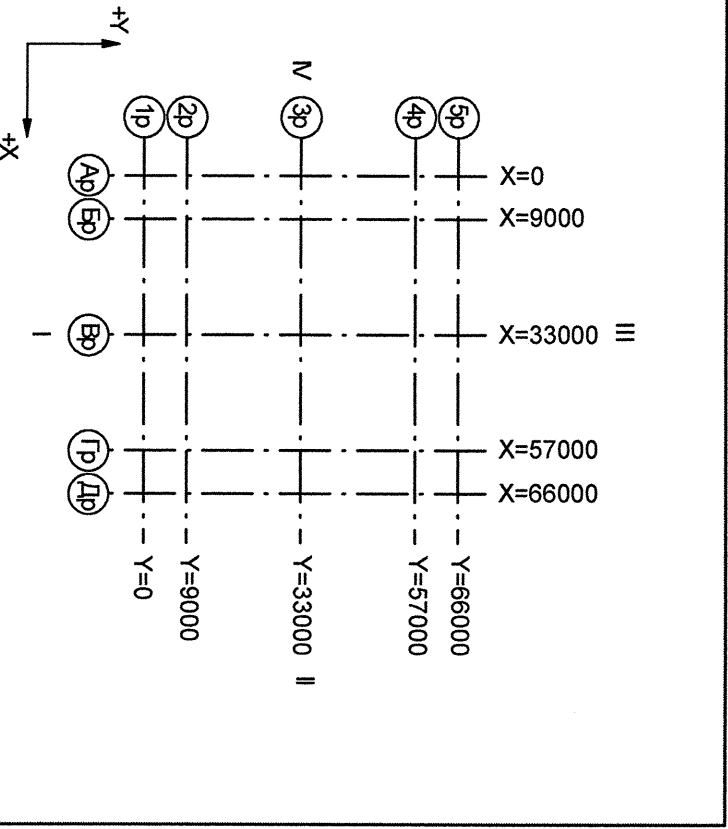 +Y
+X
IV
1р
2р
3р
4р
5р
Ар
X=0
Бр
X=9000
I
Вр
X=33000
III
Гр
X=57000
Др
X=66000
Y=0
Y=9000
Y=33000
II
Y=57000
Y=66000